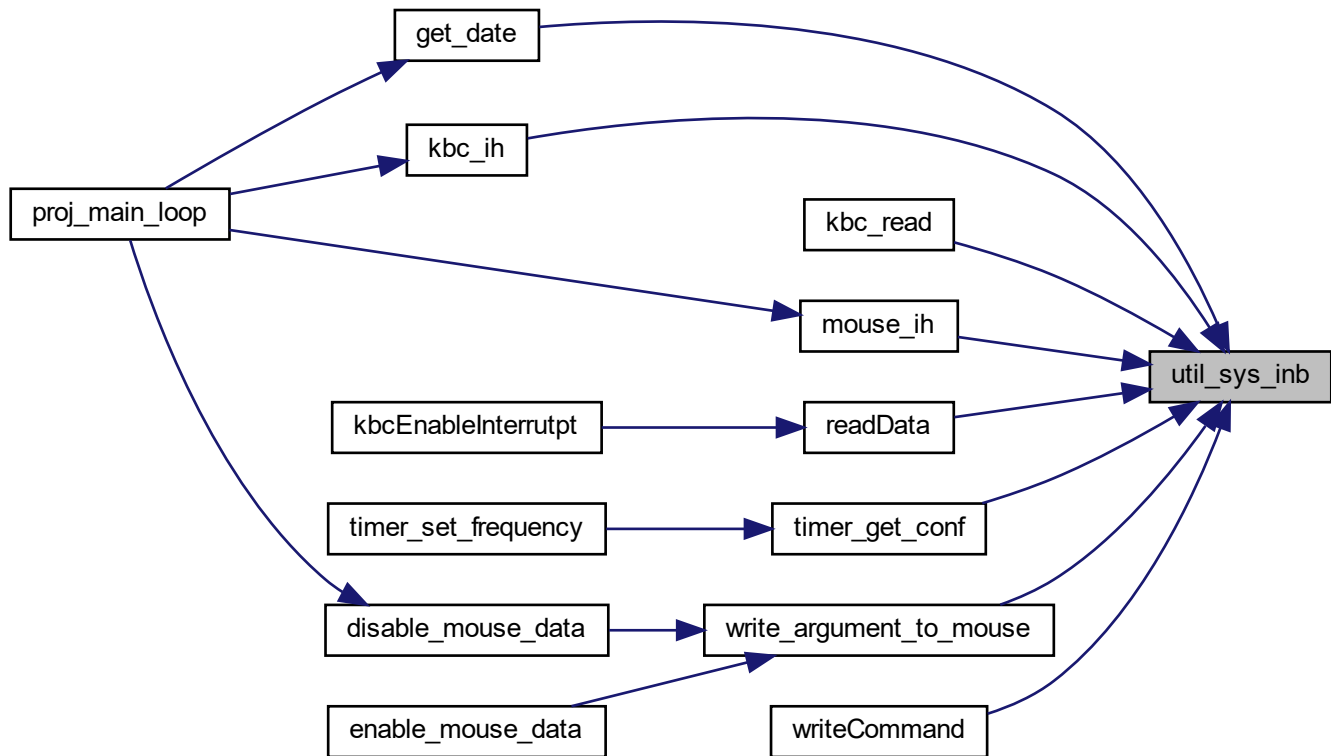 get_date
kbc_ih
proj_main_loop
kbc_read
mouse_ih
util_sys_inb
kbcEnableInterrutpt
readData
timer_set_frequency
timer_get_conf
disable_mouse_data
write_argument_to_mouse
enable_mouse_data
writeCommand